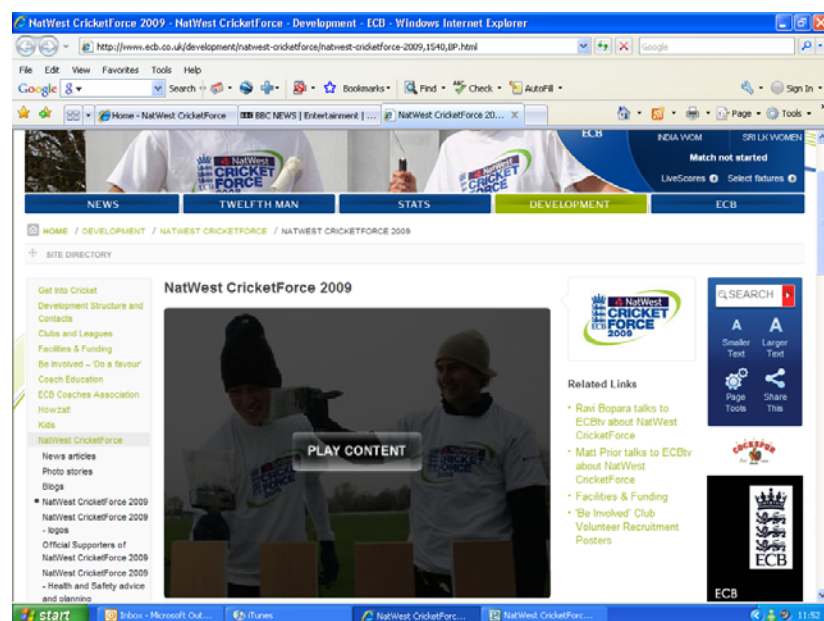 NatWest CricketForce 2009 - NatWest CricketForce - Development - ECB - Windows Internet Explorer
http://www.ecb.co.uk/development/natwest-cricketforce/natwest-cricketforce-2009,1540,BP.html
Google
File Edit View Favorites Tools Help
Google Search Bookmarks Find Check AutoFill Sign In
Home - NatWest CricketForce BBC NEWS | Entertainment | ... NatWest CricketForce 20... Page Tools
ECB INDIA WOM SRI LK WOMEN
Match not started
LiveScores Select fixtures
NatWest
CRICKET
FORCE
CRICKET
FORCE
NEWS TWELFTH MAN STATS DEVELOPMENT ECB
HOME / DEVELOPMENT / NATWEST CRICKETFORCE / NATWEST CRICKETFORCE 2009
SITE DIRECTORY
Get into Cricket
Development Structure and
Contacts
Clubs and Leagues
Facilities & Funding
Be Involved – 'Do a favour'
Coach Education
ECB Coaches Association
Howzat!
Kids
NatWest CricketForce
News articles
Photo stories
Blogs
NatWest CricketForce 2009
NatWest CricketForce 2009
- logos
Official Supporters of
NatWest CricketForce 2009
NatWest CricketForce 2009
- Health and Safety advice
and planning
NatWest CricketForce 2009
PLAY CONTENT
NatWest
CRICKET
ECB FORCE
2009
Related Links
Ravi Bopara talks to
ECBtv about NatWest
CricketForce
Matt Prior talks to ECBtv
about NatWest
CricketForce
Facilities & Funding
'Be Involved' Club
Volunteer Recruitment
Posters
SEARCH
A A
Smaller Larger
Text Text
Page Share
Tools This
COCKSPUR
ECB
ECB
start Inbox - Microsoft Out... iTunes NatWest CricketForc... NatWest CricketForc... 11:52